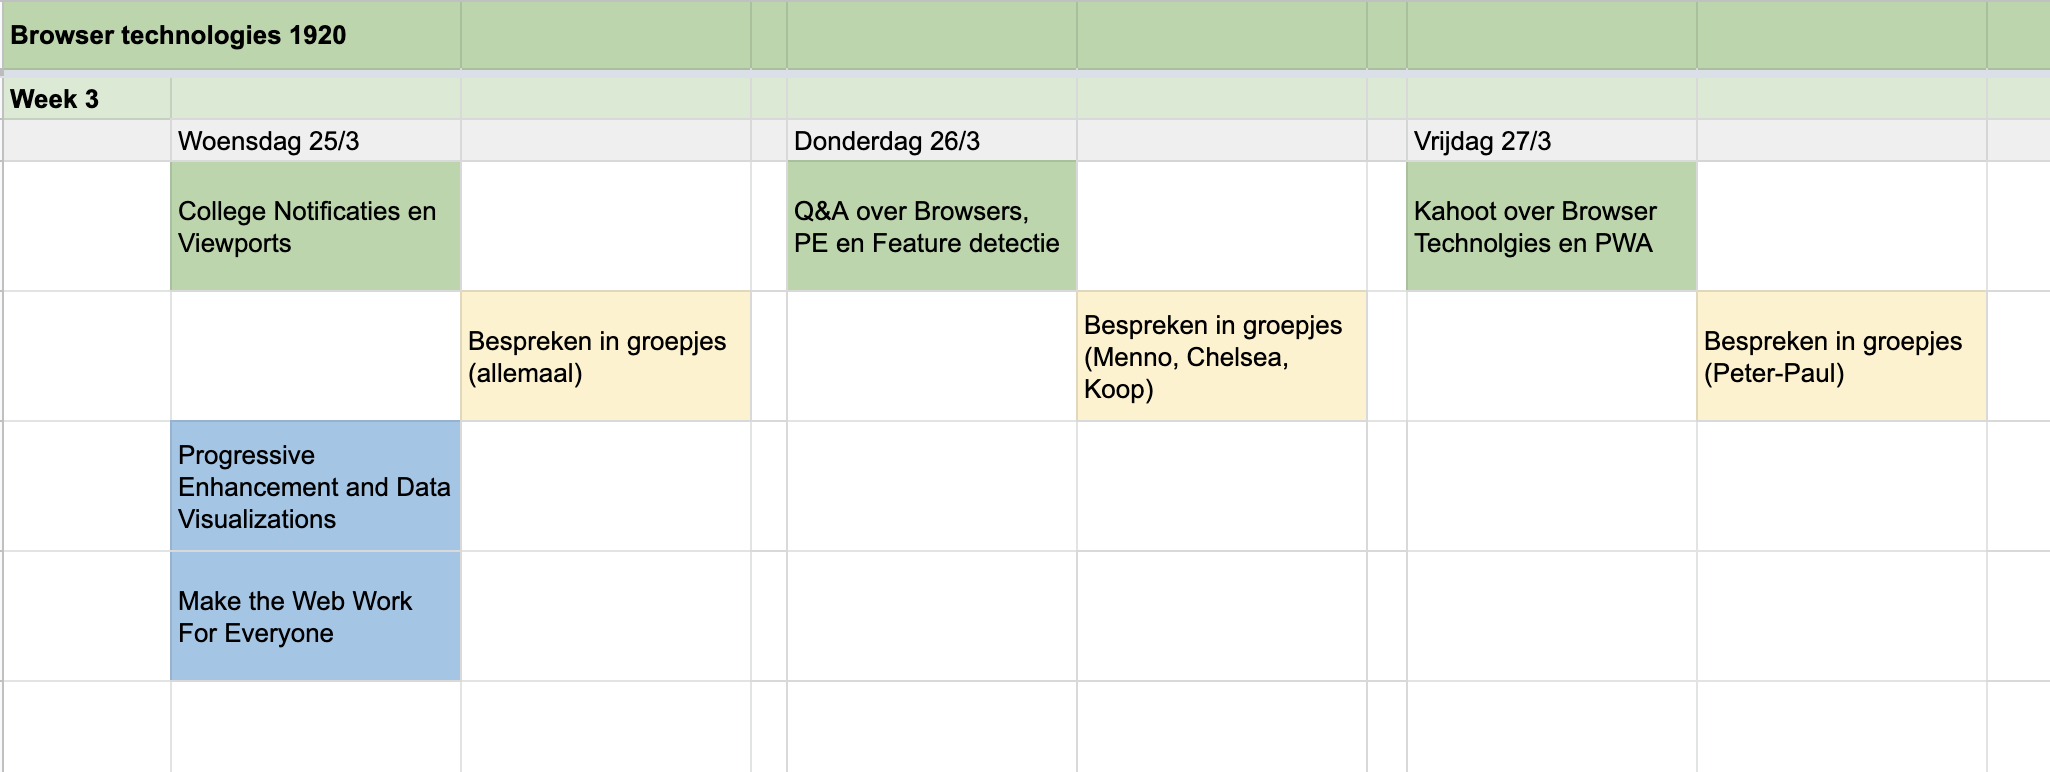 Browser technologies 1920
Week 3
Woensdag 25/3
Donderdag 26/3
Vrijdag 27/3
College Notificaties en
Viewports
Q&A over Browsers,
PE en Feature detectie
Kahoot over Browser
Technolgies en PWA
Bespreken in groepjes
(allemaal)
Bespreken in groepjes
(Menno, Chelsea,
Koop)
Bespreken in groepjes
(Peter-Paul)
Progressive
Enhancement and Data
Visualizations
Make the Web Work
For Everyone